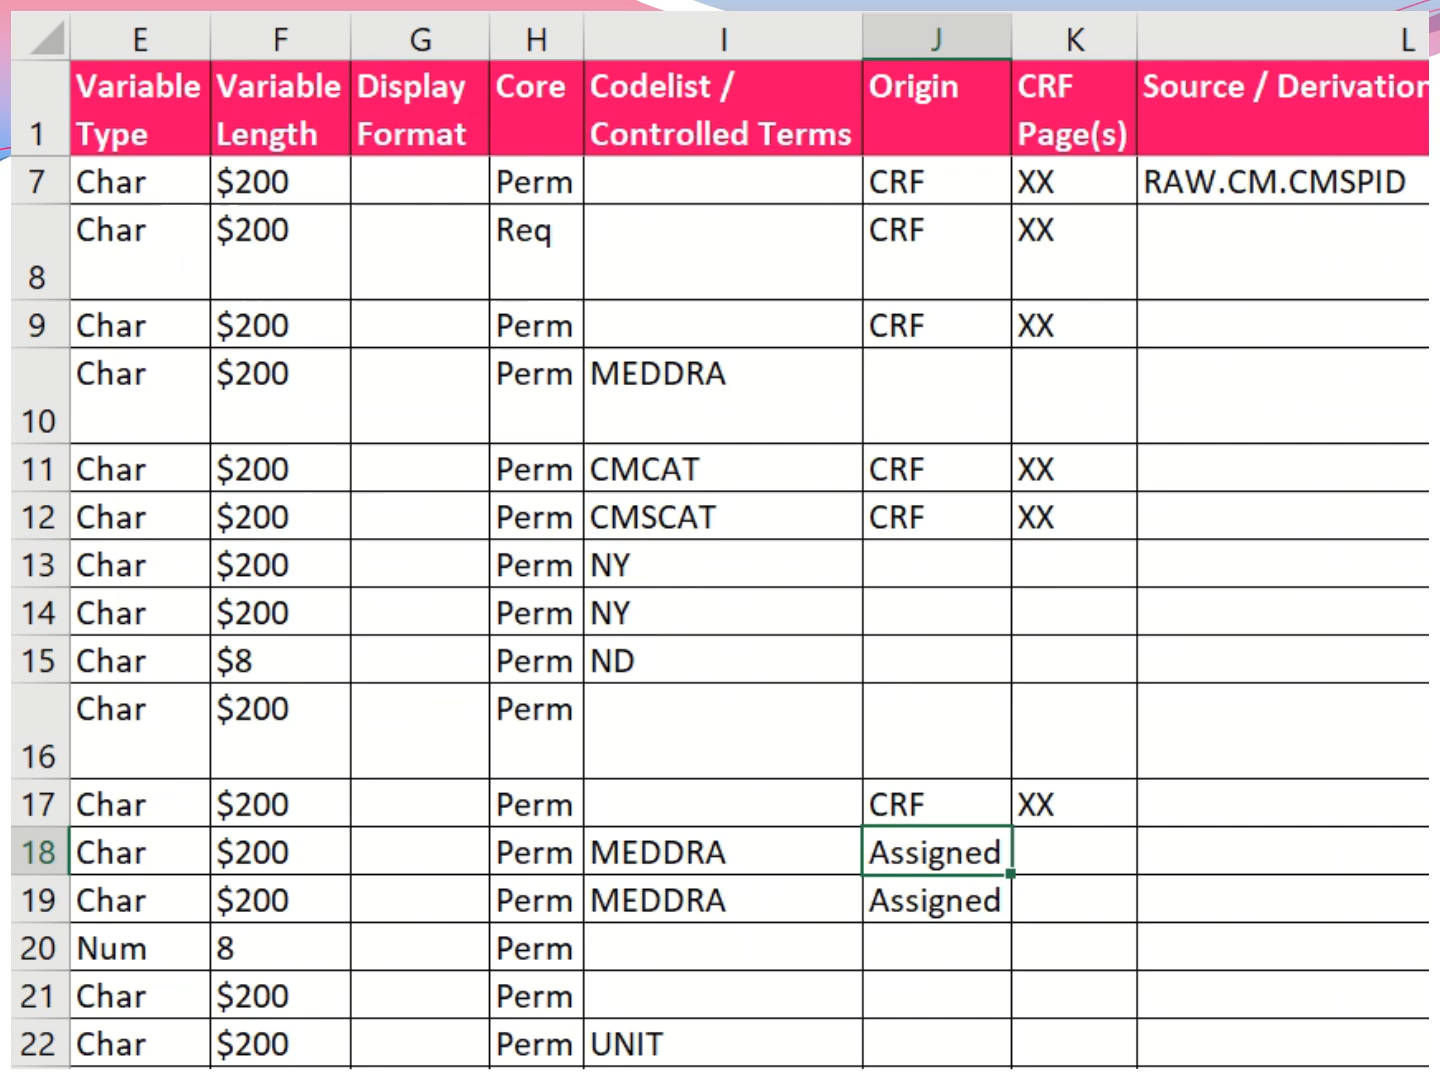 E F G H I J K L
Variable Variable Display Core Codelist / Origin CRF Source / Derivation
1 Type Length Format Controlled Terms Page(s)
7 Char $200 Perm CRF XX RAW.CM.CMSPID
Char $200 Req CRF XX
8
9 Char $200 Perm CRF XX
Char $200 Perm MEDDRA
10
11 Char $200 Perm CMCAT CRF XX
12 Char $200 Perm CMSCAT CRF XX
13 Char $200 Perm NY
14 Char $200 Perm NY
15 Char $8 Perm ND
Char $200 Perm
16
17 Char $200 Perm CRF XX
18 Char $200 Perm MEDDRA Assigned
19 Char $200 Perm MEDDRA Assigned
20 Num 8 Perm
21 Char $200 Perm
22 Char $200 Perm UNIT